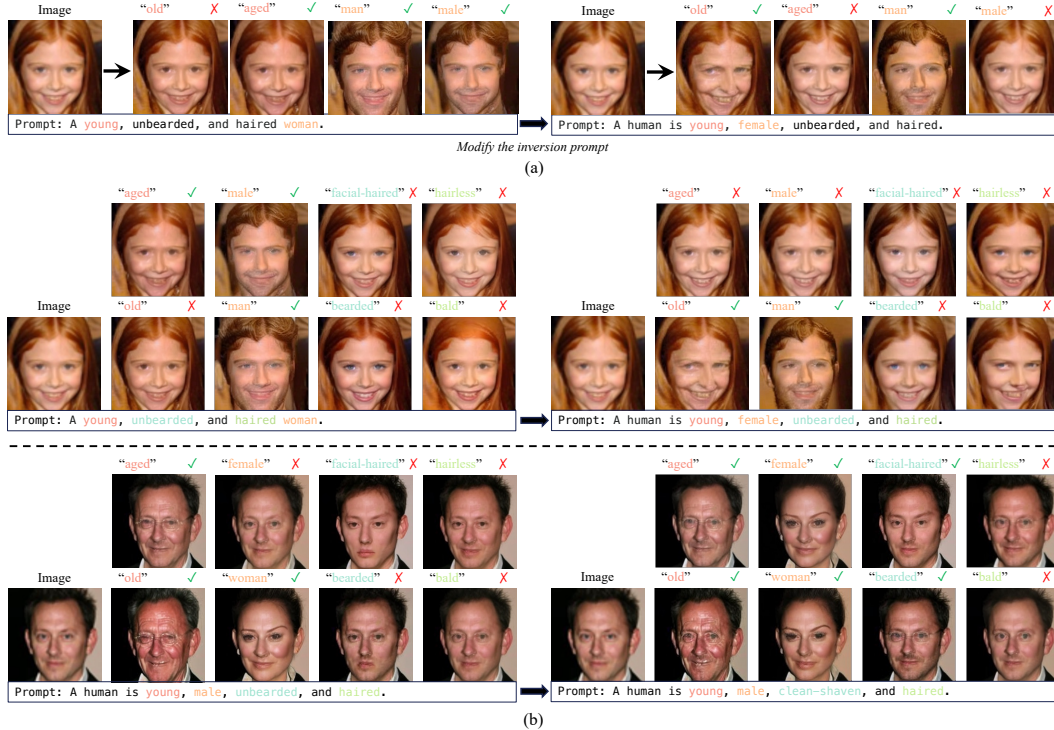 Image “old” ✗ “aged” ✓ “man” ✓ “male” ✓
Prompt: A young, unbearded, and haired woman.
Image “old” ✓ “aged” ✗ “man” ✓ “male” ✗
Prompt: A human is young, female, unbearded, and haired.
Modify the inversion prompt
(a)
“aged” ✓ “male” ✓ “facial-haired” ✗ “hairless” ✗
Image “old” ✗ “man” ✓ “bearded” ✗ “bald” ✗
Prompt: A young, unbearded, and haired woman.
“aged” ✗ “male” ✗ “facial-haired” ✗ “hairless” ✗
Image “old” ✓ “man” ✓ “bearded” ✗ “bald” ✗
Prompt: A human is young, female, unbearded, and haired.
“aged” ✓ “female” ✗ “facial-haired” ✗ “hairless” ✗
Image “old” ✓ “woman” ✓ “bearded” ✗ “bald” ✗
Prompt: A human is young, male, unbearded, and haired.
“aged” ✓ “female” ✓ “facial-haired” ✓ “hairless” ✗
Image “old” ✓ “woman” ✓ “bearded” ✓ “bald” ✗
Prompt: A human is young, male, clean-shaven, and haired.
(b)